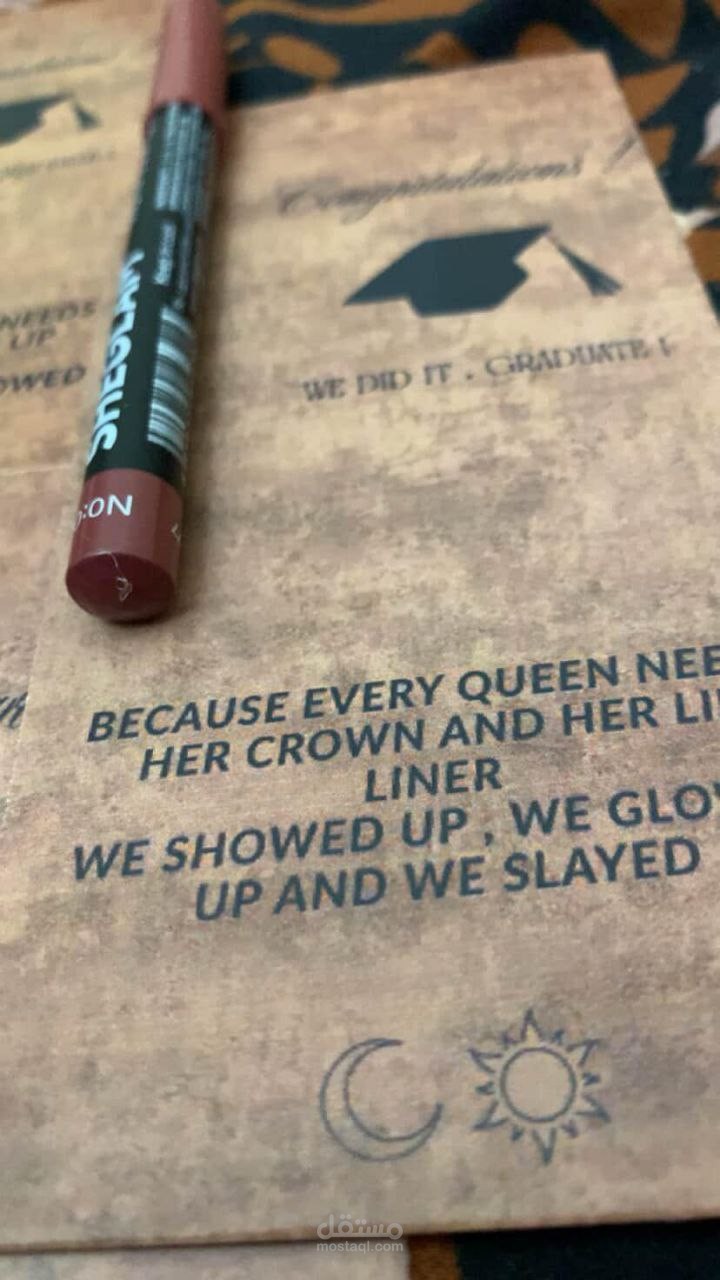 Congratulations !
WE DID IT . GRADUATE !
BECAUSE EVERY QUEEN NEE
HER CROWN AND HER LI
LINER
WE SHOWED UP , WE GLO
UP AND WE SLAYED
NEEDS
UP
OWED
SHEGLAM
:ON
مستقل
mostaql.com